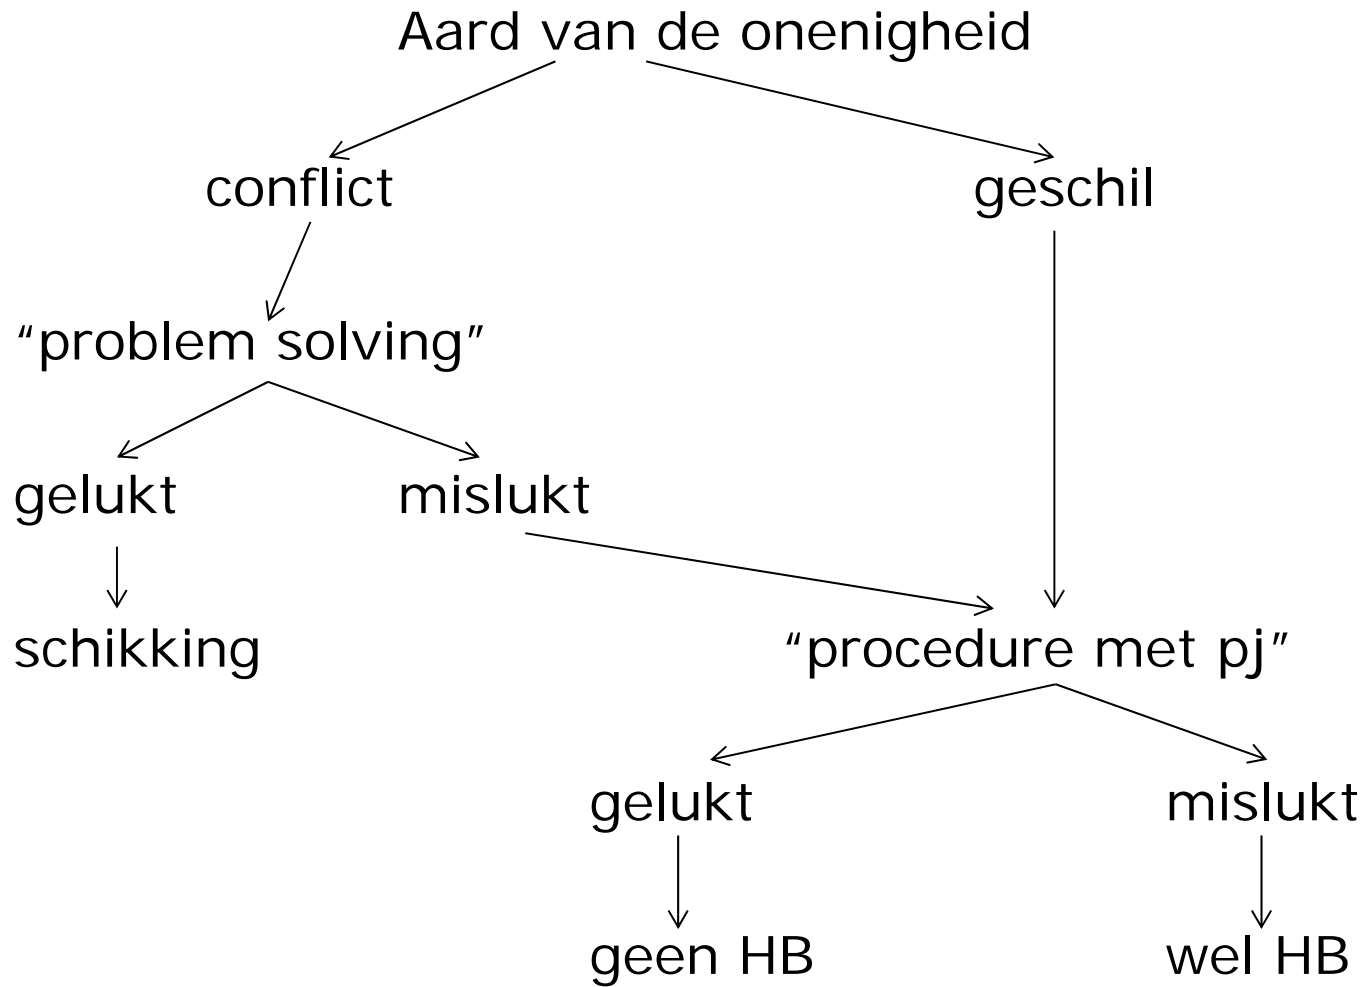 Aard van de onenigheid
conflict geschil
“problem solving”
gelukt mislukt
schikking “procedure met pj”
gelukt mislukt
geen HB wel HB